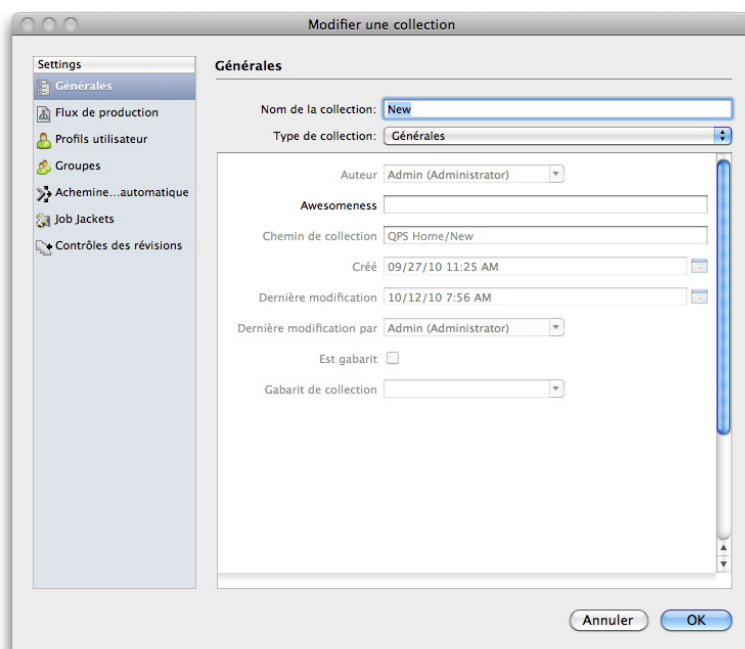 Modifier une collection
Settings
Générales
Flux de production
Profils utilisateur
Groupes
Achemine...automatique
Job Jackets
Contrôles des révisions
Générales
Nom de la collection: New
Type de collection: Générales
Auteur Admin (Administrator)
Awesomeness
Chemin de collection QPS Home/New
Créé 09/27/10 11:25 AM
Dernière modification 10/12/10 7:56 AM
Dernière modification par Admin (Administrator)
Est gabarit
Gabarit de collection
Annuler OK